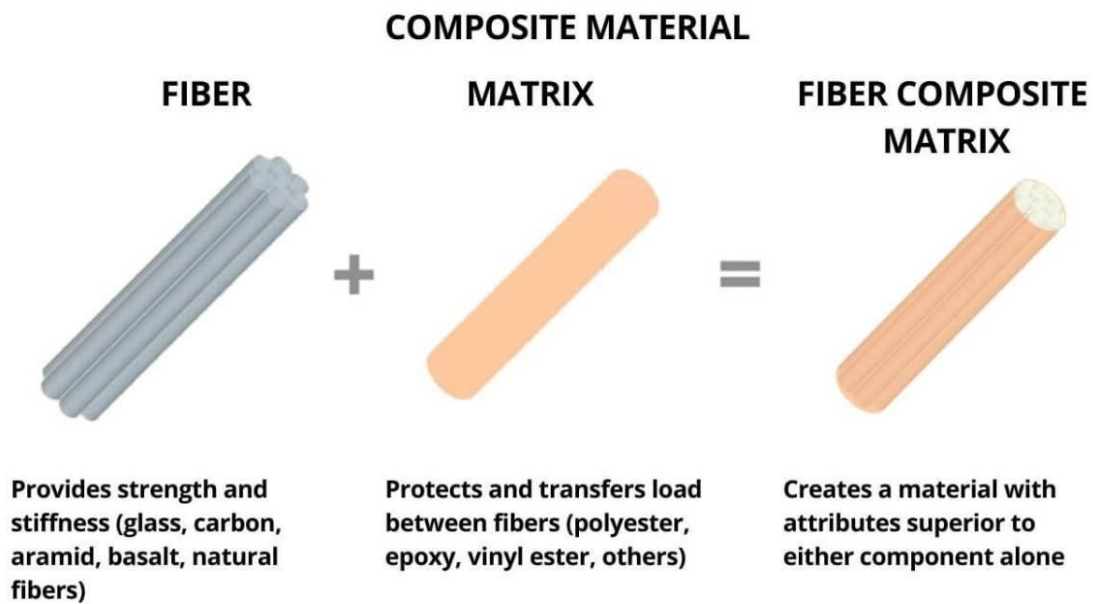 COMPOSITE MATERIAL
FIBER
MATRIX
FIBER COMPOSITE
MATRIX
+
=
Provides strength and
stiffness (glass, carbon,
aramid, basalt, natural
fibers)
Protects and transfers load
between fibers (polyester,
epoxy, vinyl ester, others)
Creates a material with
attributes superior to
either component alone